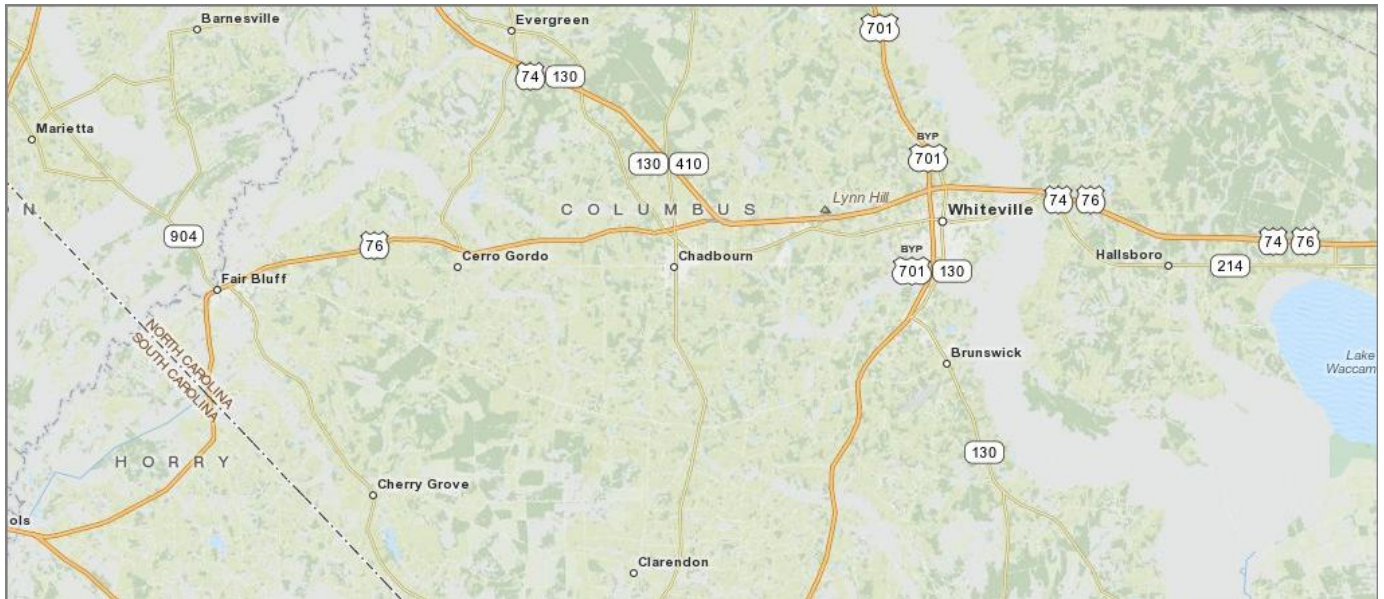 Barnesville
Evergreen
701
74 130
Marietta
BYP
701
130 410
Lynn Hill
74 76
O N
COLUMBUS
Whiteville
904
76
74 76
BYP
Cerro Gordo
Chadbourn
Hallsboro
214
701 130
Fair Bluff
NORTH CAROLINA
SOUTH CAROLINA
Brunswick
Lake
Waccam
130
HORRY
Cherry Grove
ols
Clarendon